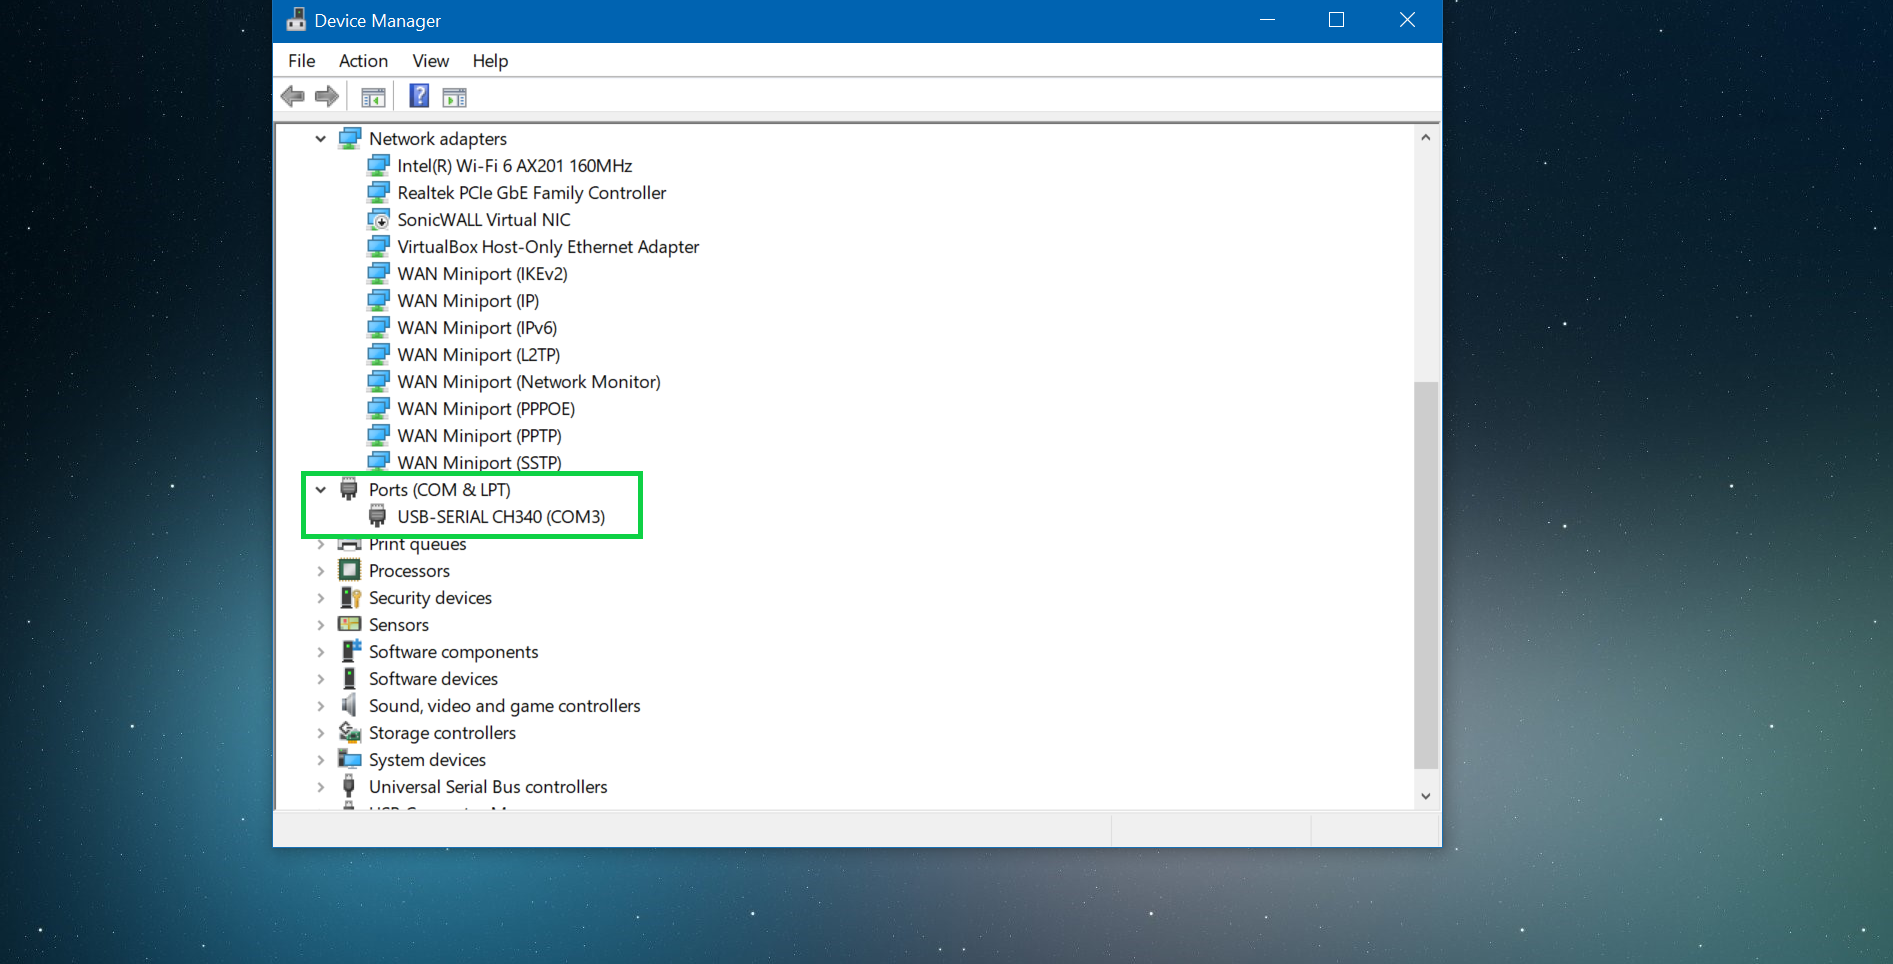 Device Manager
File Action View Help
Network adapters
Intel(R) Wi-Fi 6 AX201 160MHz
Realtek PCIe GbE Family Controller
SonicWALL Virtual NIC
VirtualBox Host-Only Ethernet Adapter
WAN Miniport (IKEv2)
WAN Miniport (IP)
WAN Miniport (IPv6)
WAN Miniport (L2TP)
WAN Miniport (Network Monitor)
WAN Miniport (PPPOE)
WAN Miniport (PPTP)
WAN Miniport (SSTP)
Ports (COM & LPT)
USB-SERIAL CH340 (COM3)
Print queues
Processors
Security devices
Sensors
Software components
Software devices
Sound, video and game controllers
Storage controllers
System devices
Universal Serial Bus controllers